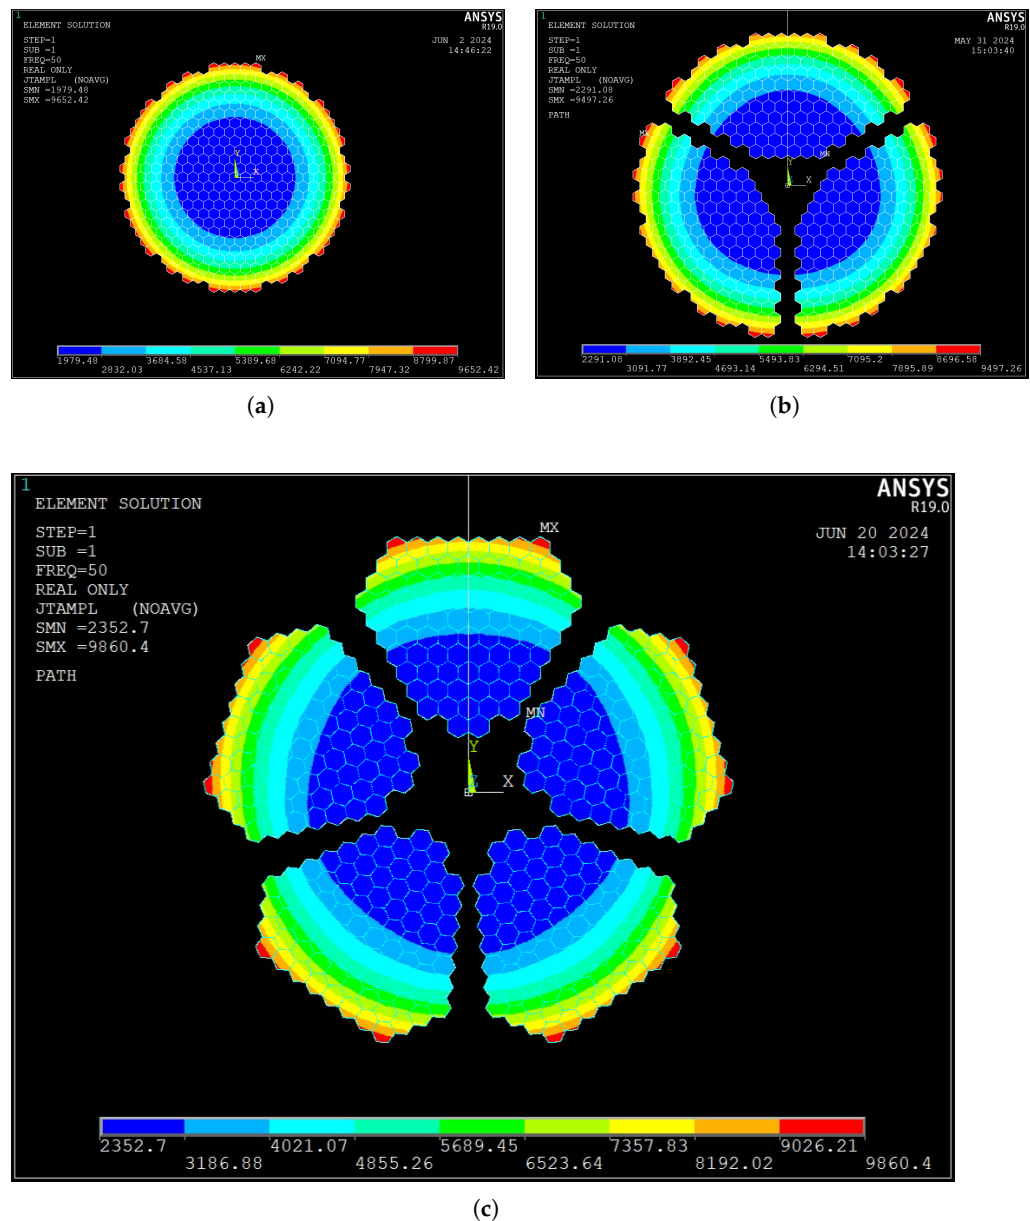 1
ANSYS
R19.0
ELEMENT SOLUTION
STEP=1
SUB =1
FREQ=50
REAL ONLY
JTAMPL (NOAVG)
SMN =1979.48
SMX =9652.42
JUN 2 2024
14:46:22
MX
Y
X
1979.48 3684.58 5389.68 7094.77 8799.87
2832.03 4537.13 6242.22 7947.32 9652.42
(a)
1
ANSYS
R19.0
ELEMENT SOLUTION
STEP=1
SUB =1
FREQ=50
REAL ONLY
JTAMPL (NOAVG)
SMN =2291.08
SMX =9497.26
PATH
MAY 31 2024
15:03:40
MX
MN
Y
X
2291.08 3892.45 5493.83 7095.2 8696.58
3091.77 4693.14 6294.51 7895.89 9497.26
(b)
1
ANSYS
R19.0
ELEMENT SOLUTION
STEP=1
SUB =1
FREQ=50
REAL ONLY
JTAMPL (NOAVG)
SMN =2352.7
SMX =9860.4
PATH
JUN 20 2024
14:03:27
MX
MN
Y
Z
X
2352.7 4021.07 5689.45 7357.83 9026.21
3186.88 4855.26 6523.64 8192.02 9860.4
(c)